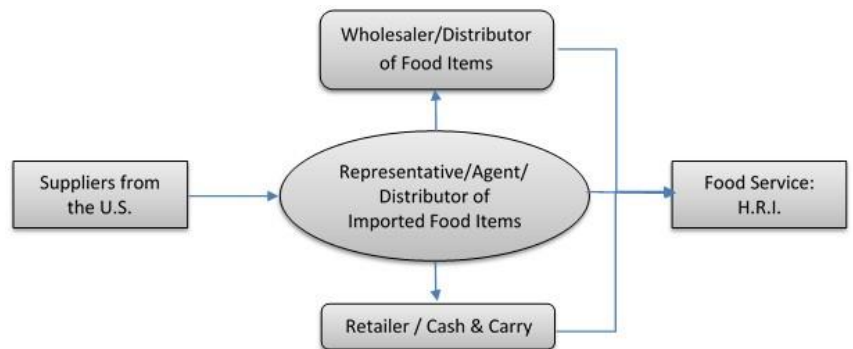 Wholesaler/Distributor
of Food Items
Suppliers from
the U.S.
Representative/Agent/
Distributor of
Imported Food Items
Food Service:
H.R.I.
Retailer / Cash & Carry